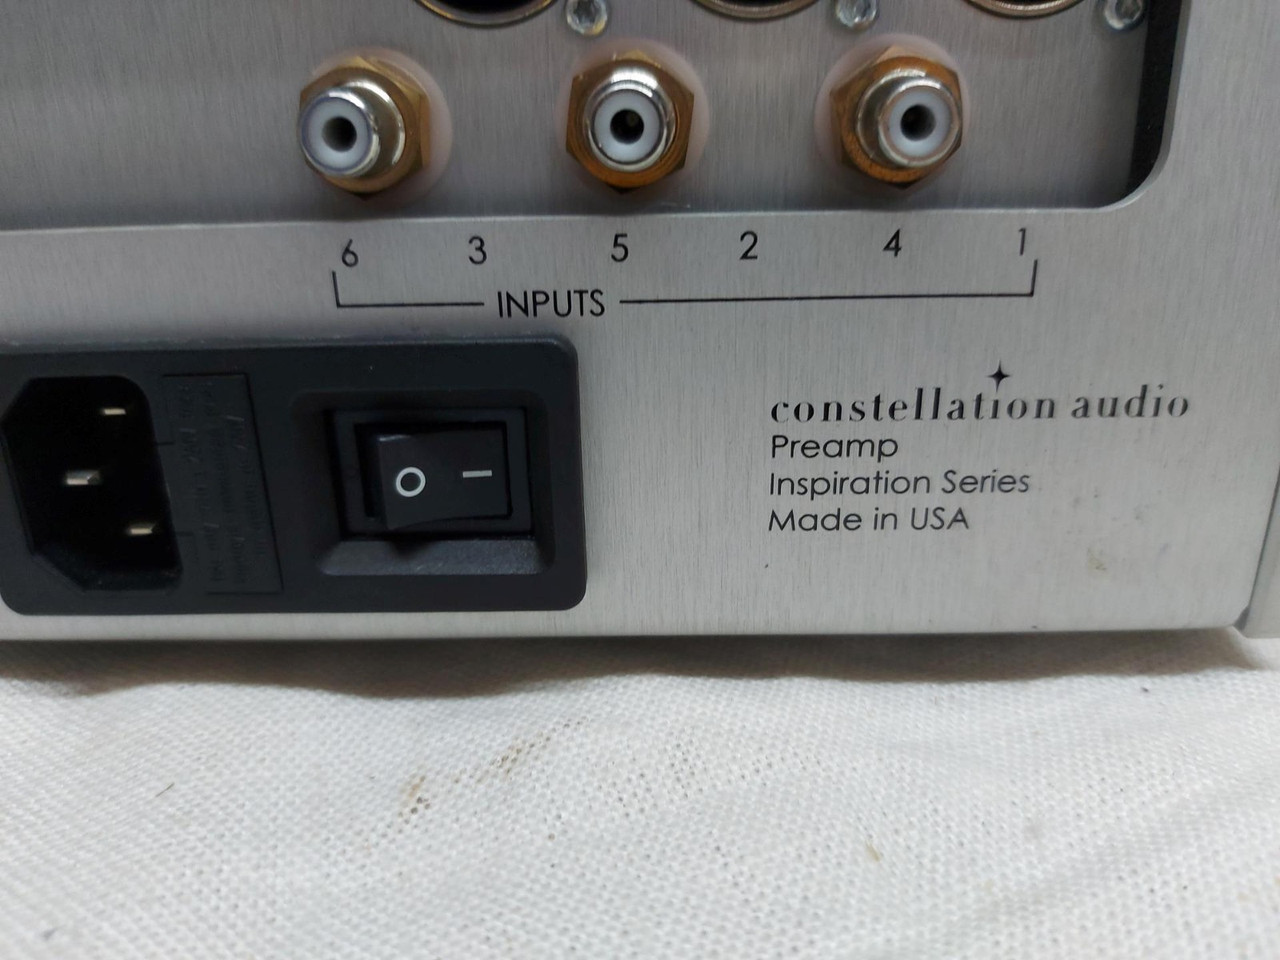 6 3 5 2 4 1
INPUTS
O I
constellation audio
Preamp
Inspiration Series
Made in USA